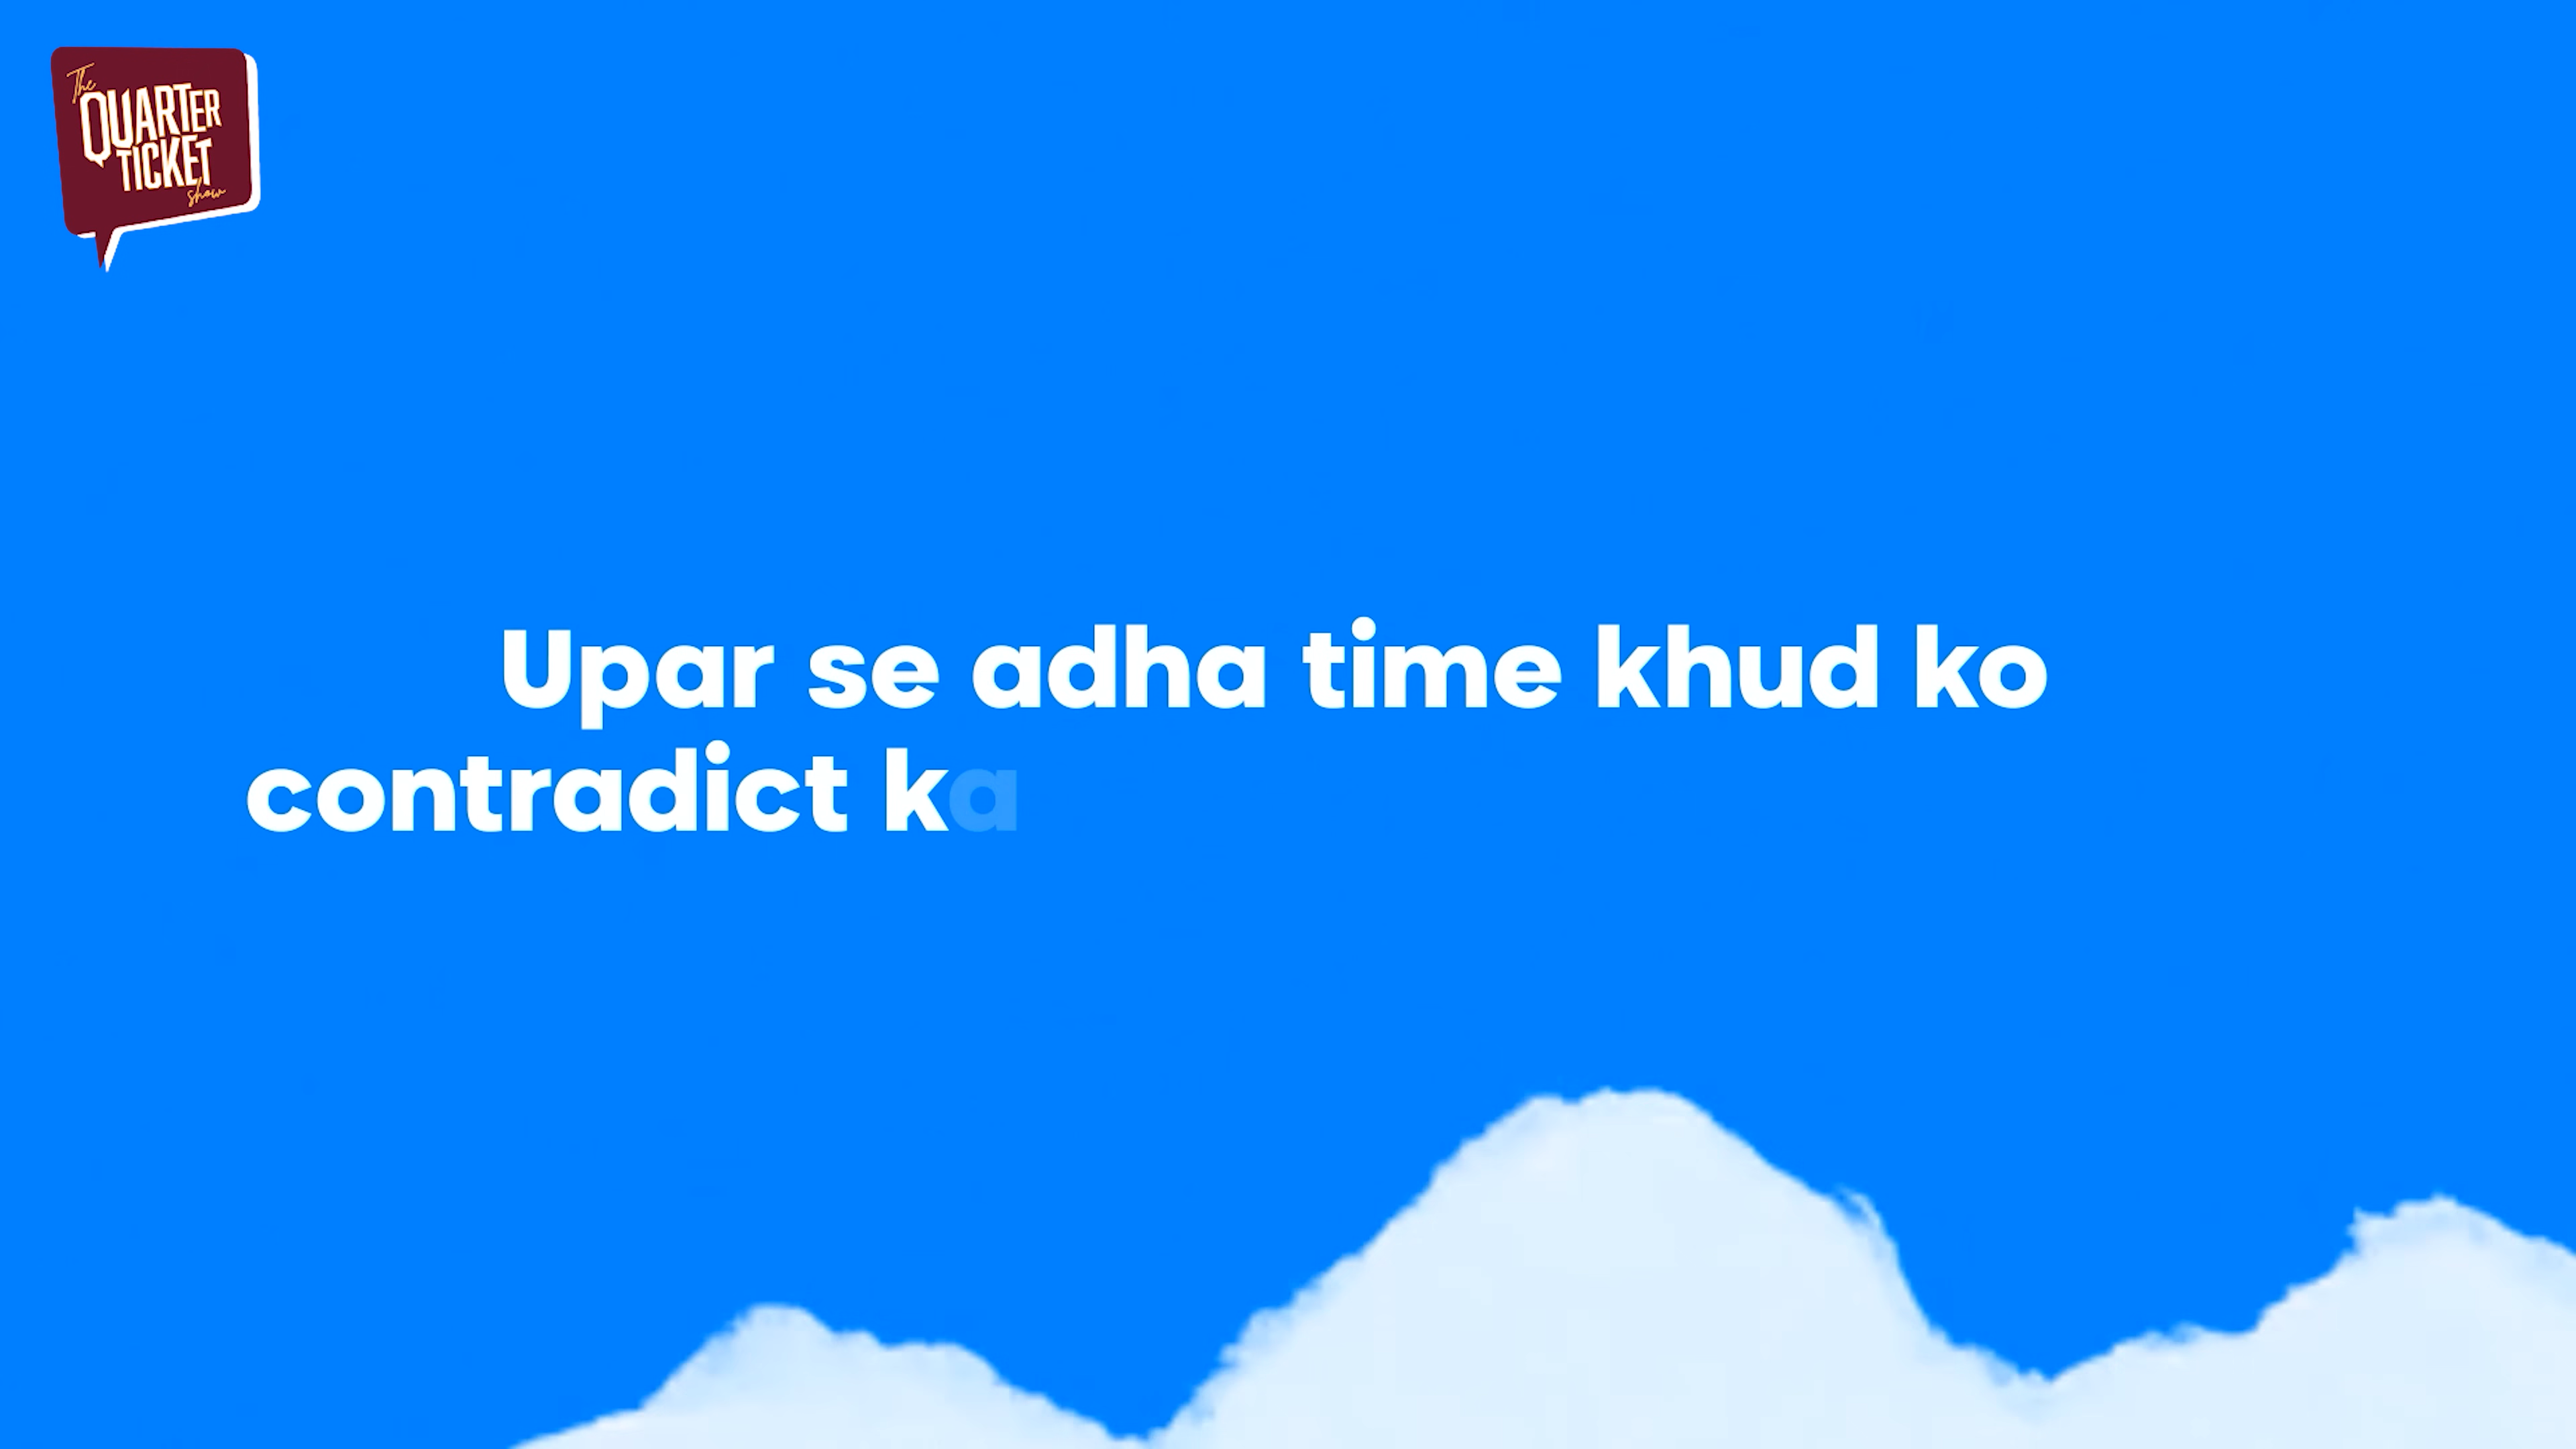 The
QUARTER
TICKET
show
Upar se adha time khud ko
contradict ka